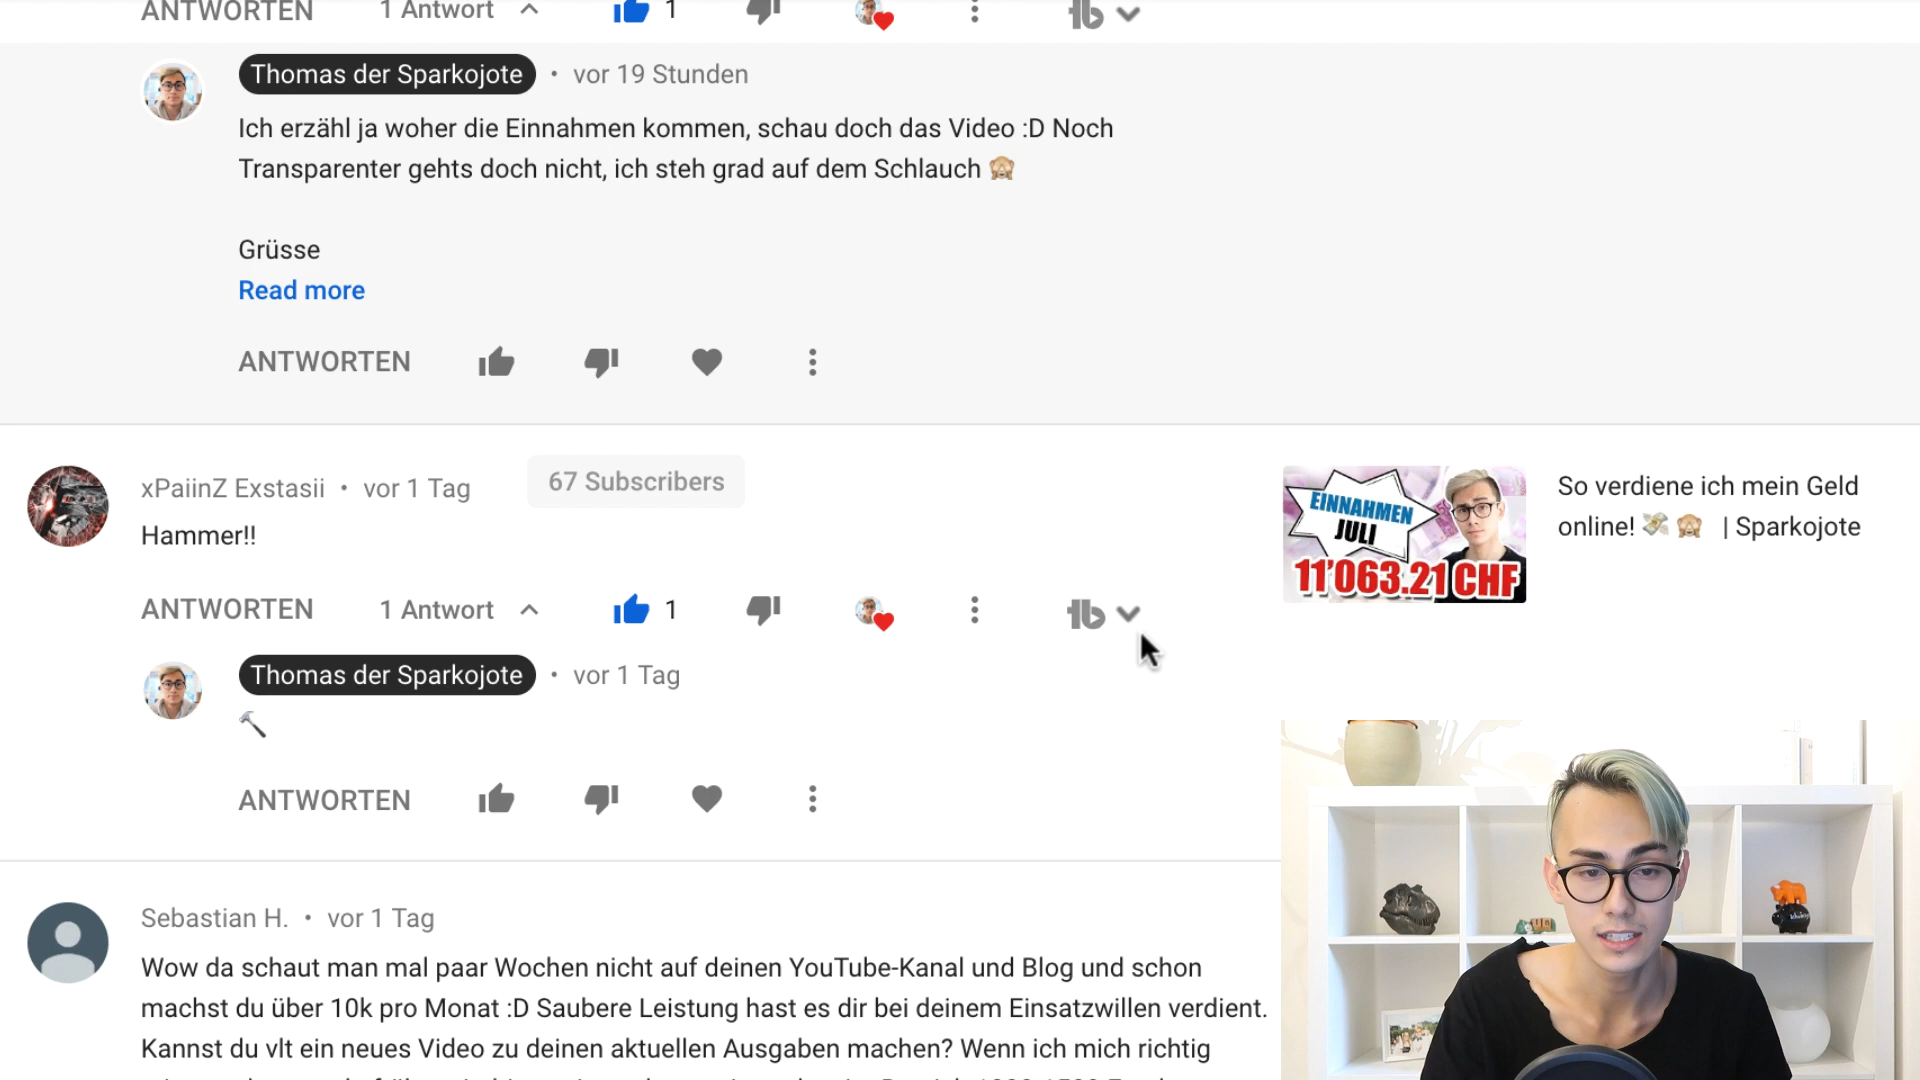 ANTWORTEN 1 Antwort 1
Thomas der Sparkojote • vor 19 Stunden
Ich erzähl ja woher die Einnahmen kommen, schau doch das Video :D Noch
Transparenter gehts doch nicht, ich steh grad auf dem Schlauch 🙈
Grüsse
Read more
ANTWORTEN
xPaiinZ Exstasii • vor 1 Tag 67 Subscribers
Hammer!!
ANTWORTEN 1 Antwort 1
EINNAHMEN
JULI
11'063.21 CHF
So verdiene ich mein Geld
online! 💸 🙈 | Sparkojote
Thomas der Sparkojote • vor 1 Tag
🔨
ANTWORTEN
Sebastian H. • vor 1 Tag
Wow da schaut man mal paar Wochen nicht auf deinen YouTube-Kanal und Blog und schon
machst du über 10k pro Monat :D Saubere Leistung hast es dir bei deinem Einsatzwillen verdient.
Kannst du vlt ein neues Video zu deinen aktuellen Ausgaben machen? Wenn ich mich richtig